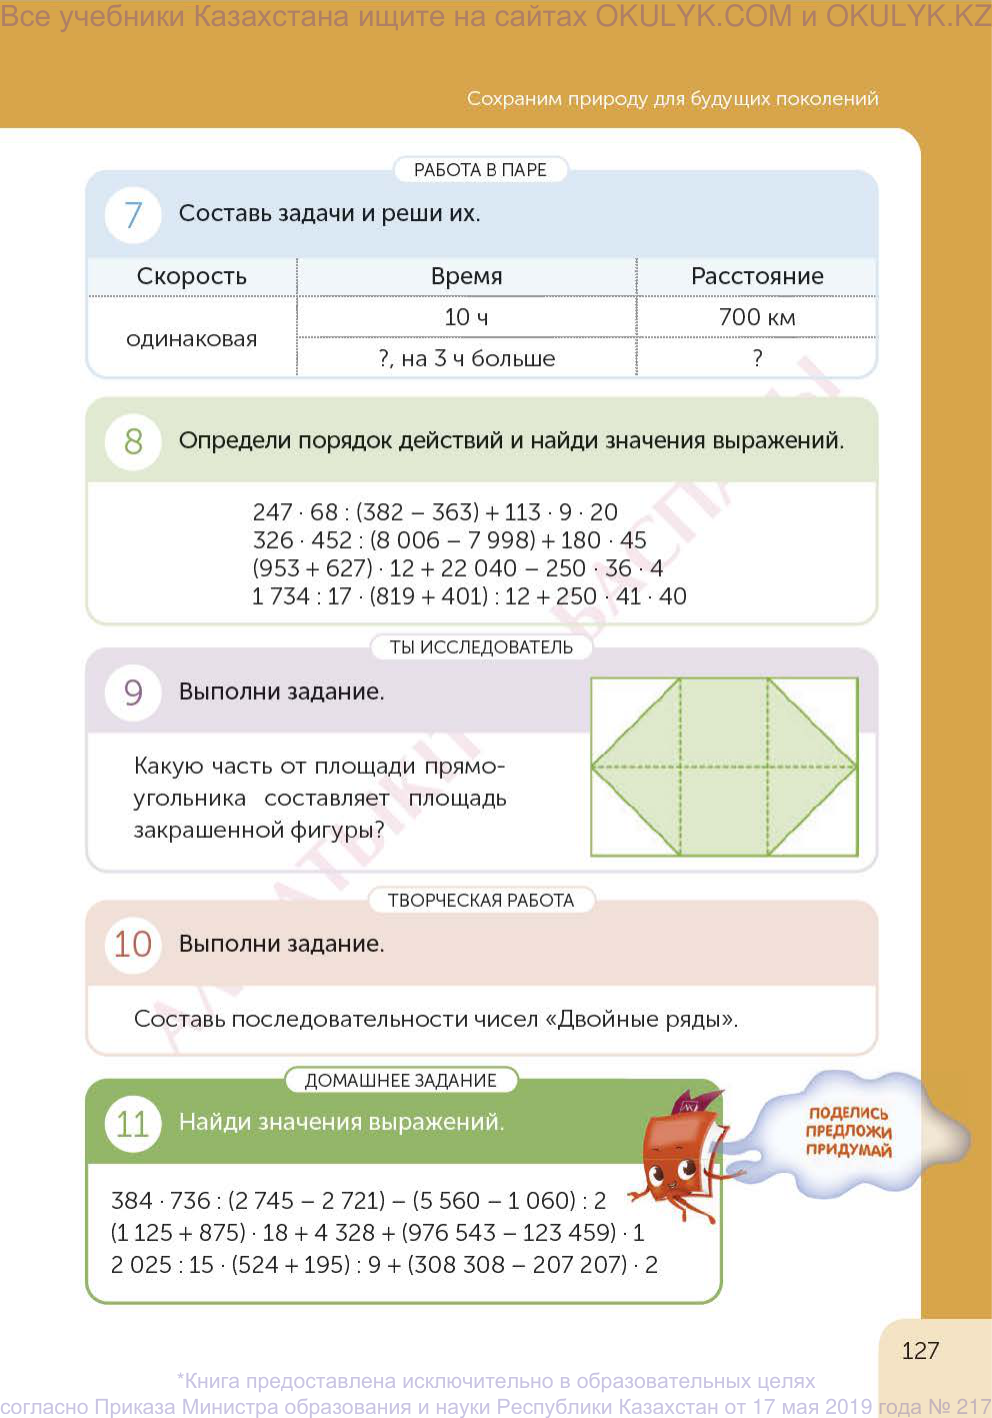 Все учебники Казахстана ищите на сайтах OKULYK.COM и OKULYK.KZ
Сохраним природу для будущих поколений
РАБОТА В ПАРЕ
7 Составь задачи и реши их.
Скорость Время Расстояние
одинаковая 10 ч 700 км
?, на 3 ч больше ?
8 Определи порядок действий и найди значения выражений.
247 · 68 : (382 – 363) + 113 · 9 · 20
326 · 452 : (8 006 – 7 998) + 180 · 45
(953 + 627) · 12 + 22 040 – 250 · 36 · 4
1 734 : 17 · (819 + 401) : 12 + 250 · 41 · 40
ТЫ ИССЛЕДОВАТЕЛЬ
9 Выполни задание.
Какую часть от площади прямо-
угольника составляет площадь
закрашенной фигуры?
ТВОРЧЕСКАЯ РАБОТА
10 Выполни задание.
Составь последовательности чисел «Двойные ряды».
ДОМАШНЕЕ ЗАДАНИЕ
11 Найди значения выражений.
ПОДЕЛИСЬ
ПРЕДЛОЖИ
ПРИДУМАЙ
384 · 736 : (2 745 – 2 721) – (5 560 – 1 060) : 2
(1 125 + 875) · 18 + 4 328 + (976 543 – 123 459) · 1
2 025 : 15 · (524 + 195) : 9 + (308 308 – 207 207) · 2
127
*Книга предоставлена исключительно в образовательных целях
согласно Приказа Министра образования и науки Республики Казахстан от 17 мая 2019 года № 217